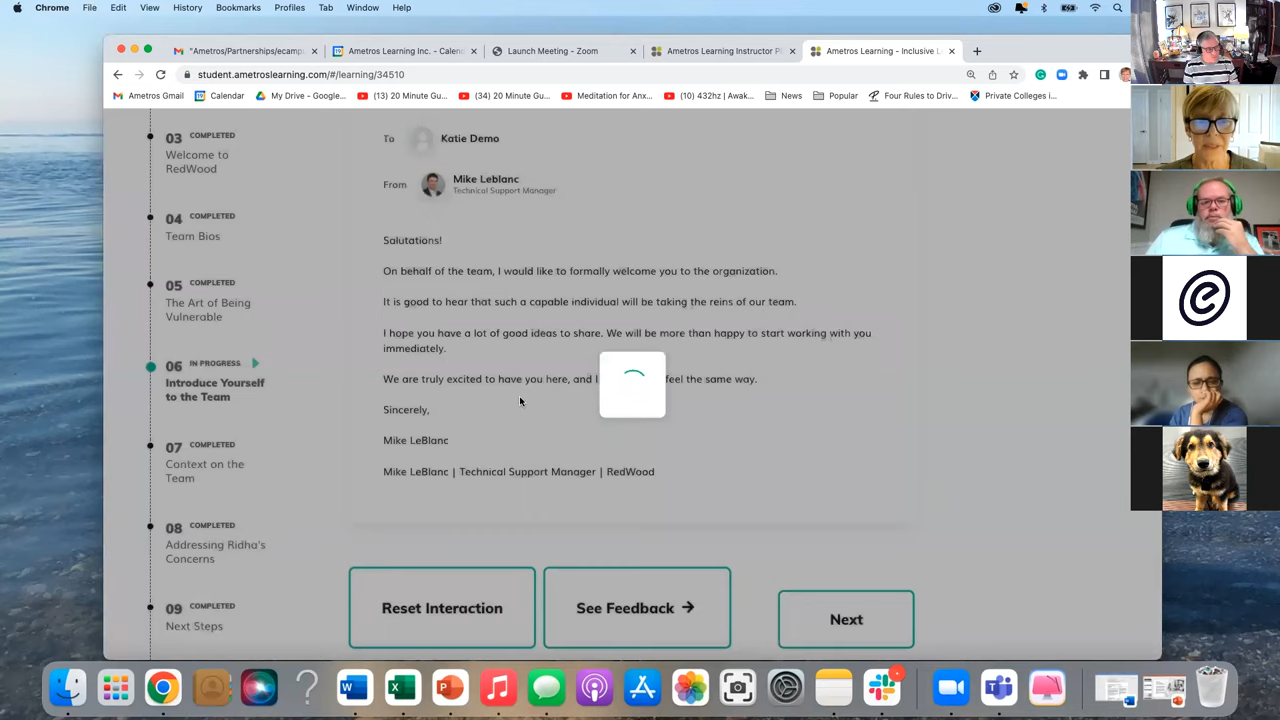 Chrome File Edit View History Bookmarks Profiles Tab Window Help
"Ametros/Partnerships/ecamp
Ametros Learning Inc. - Calen
Launch Meeting - Zoom
Ametros Learning Instructor P
Ametros Learning - Inclusive L
student.ametroslearning.com/#/learning/34510
Ametros Gmail
Calendar
My Drive - Google...
(13) 20 Minute Gu...
(34) 20 Minute Gu...
Meditation for Anx...
(10) 432hz | Awak...
News
Popular
Four Rules to Driv...
Private Colleges i...
03 COMPLETED
Welcome to
RedWood
04 COMPLETED
Team Bios
05 COMPLETED
The Art of Being
Vulnerable
06 IN PROGRESS
Introduce Yourself
to the Team
07 COMPLETED
Context on the
Team
08 COMPLETED
Addressing Ridha's
Concerns
09 COMPLETED
Next Steps
To Katie Demo
From Mike Leblanc
Technical Support Manager
Salutations!
On behalf of the team, I would like to formally welcome you to the organization.
It is good to hear that such a capable individual will be taking the reins of our team.
I hope you have a lot of good ideas to share. We will be more than happy to start working with you
immediately.
We are truly excited to have you here, and I feel the same way.
Sincerely,
Mike LeBlanc
Mike LeBlanc | Technical Support Manager | RedWood
Reset Interaction
See Feedback →
Next